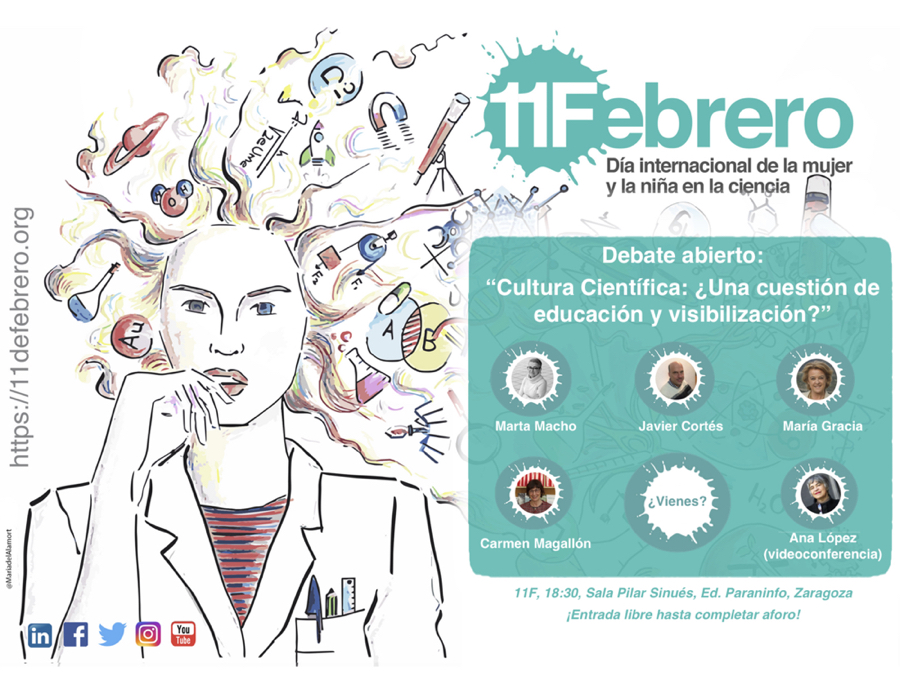 11Febrero
Día internacional de la mujer
y la niña en la ciencia
https://11defebrero.org
Debate abierto:
“Cultura Científica: ¿Una cuestión de
educación y visibilización?”
Marta Macho
Javier Cortés
María Gracia
Carmen Magallón
¿Vienes?
Ana López
(videoconferencia)
11F, 18:30, Sala Pilar Sinués, Ed. Paraninfo, Zaragoza
¡Entrada libre hasta completar aforo!
@MariadelAlamort
Au
A
B
H₂O
in
f
You
Tube